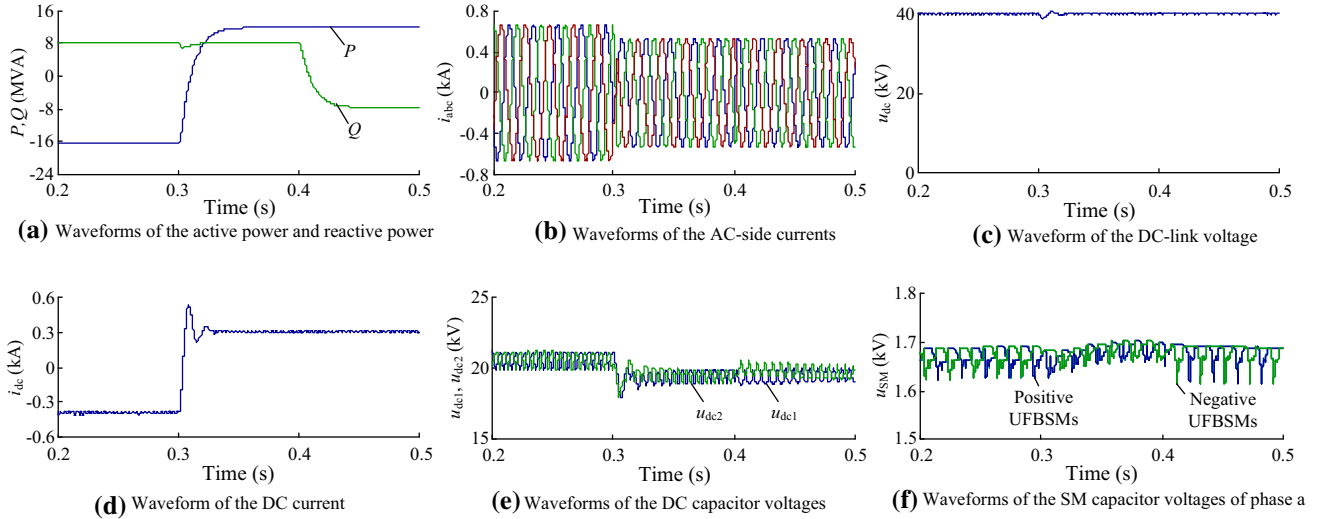 P,Q (MVA)
16
8
0
-8
-16
-24
0.2
0.3
0.4
0.5
P
Q
Time (s)
(a) Waveforms of the active power and reactive power
iabc (kA)
0.8
0.4
0
-0.4
-0.8
0.2
0.3
0.4
0.5
Time (s)
(b) Waveforms of the AC-side currents
udc (kV)
40
20
0
0.2
0.3
0.4
0.5
Time (s)
(c) Waveform of the DC-link voltage
idc (kA)
0.6
0.3
0
-0.3
-0.6
0.2
0.3
0.4
0.5
Time (s)
(d) Waveform of the DC current
udc1, udc2 (kV)
25
20
15
0.2
0.3
0.4
0.5
udc2
udc1
Time (s)
(e) Waveforms of the DC capacitor voltages
uSM (kV)
1.8
1.7
1.6
1.5
0.2
0.3
0.4
0.5
Positive
UFBSMs
Negative
UFBSMs
Time (s)
(f) Waveforms of the SM capacitor voltages of phase a